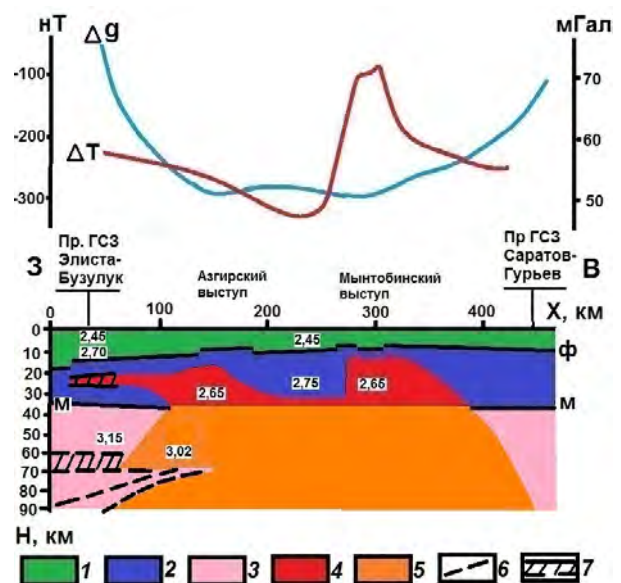 нТ
мГал
Δg
-100
70
-200
60
ΔТ
-300
50
Пр. ГСЗ
Элиста-
Бузулук
Пр ГСЗ
Саратов-
Гурьев
З
Азгирский
выступ
Мынтобинский
выступ
В
0 100 200 300 400 Х, км
0
2,45
2,45
10
2,70
ф
20
2,65
2,75
2,65
30
м
м
40
50
3,15
3,02
60
70
80
90
Н, км
1 2 3 4 5 6 7